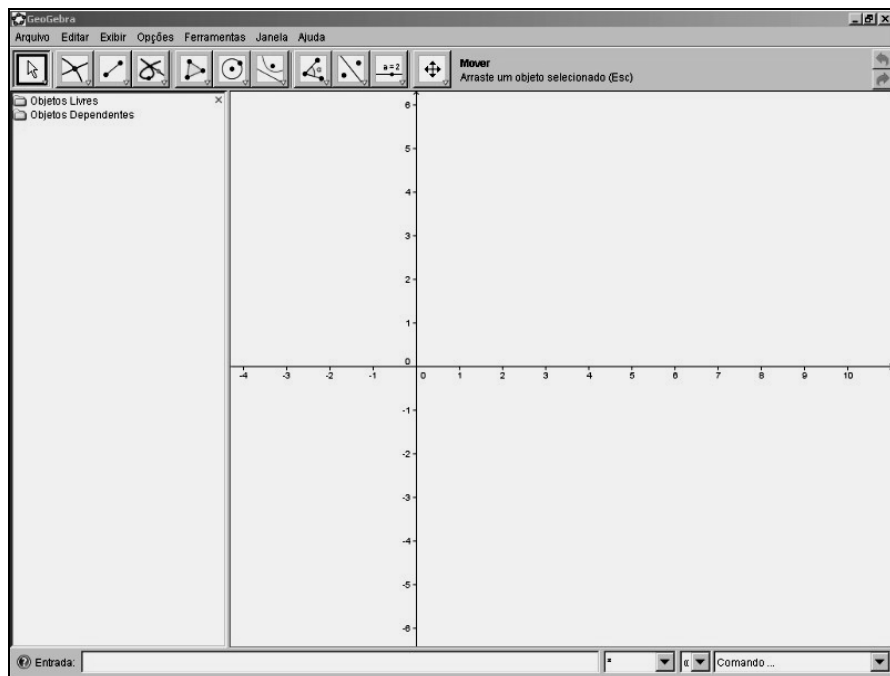 GeoGebra
Arquivo Editar Exibir Opções Ferramentas Janela Ajuda
a=2
Mover
Arraste um objeto selecionado (Esc)
Objetos Livres
Objetos Dependentes
6
5
4
3
2
1
0
-4 -3 -2 -1 0 1 2 3 4 5 6 7 8 9 10
-1
-2
-3
-4
-5
-6
Entrada: ² α Comando ...